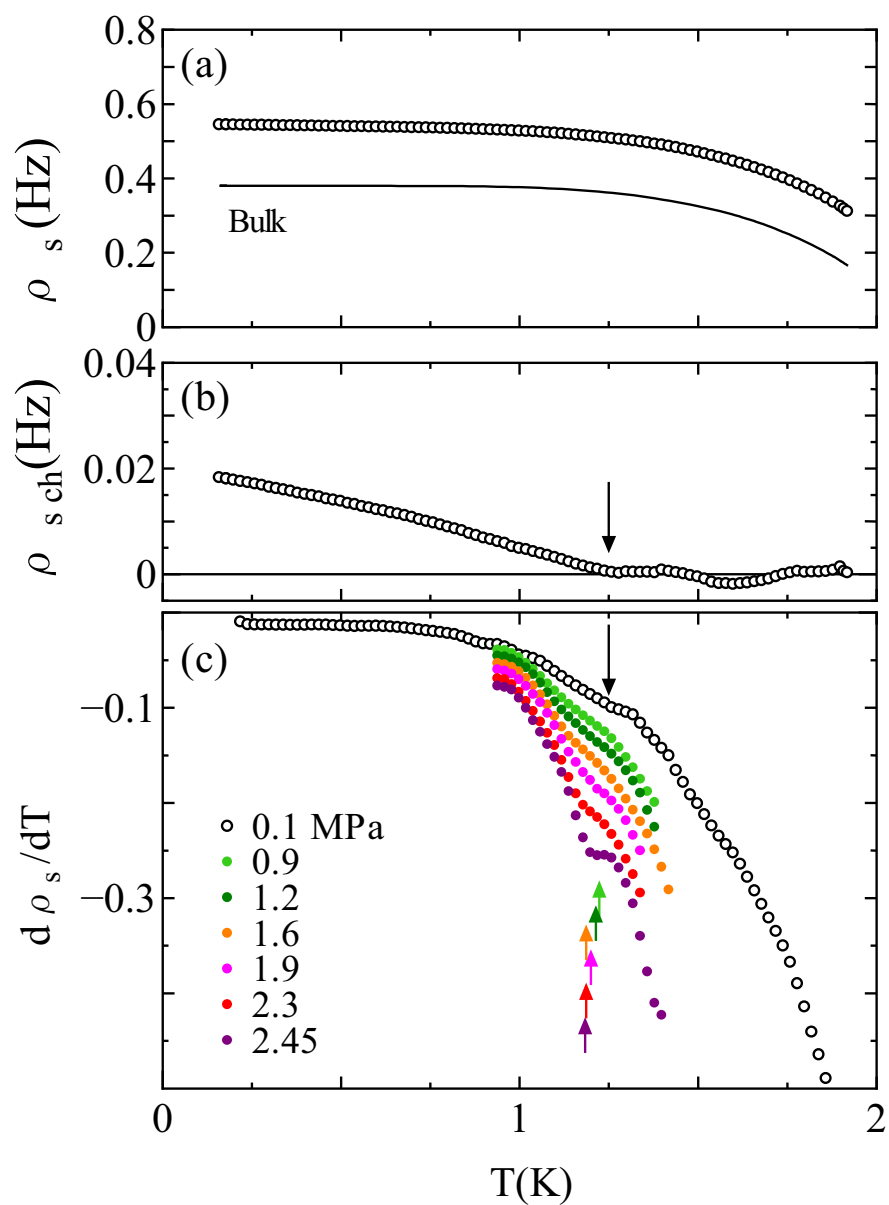 0.8
(a)
0.6
0.4
Bulk
0.2
0
ρ s (Hz)
0.04
(b)
0.02
0
ρ s ch (Hz)
(c)
−0.1
0.1 MPa
0.9
−0.3
1.2
1.6
1.9
2.3
2.45
d ρ s /dT
0 1 2
T(K)